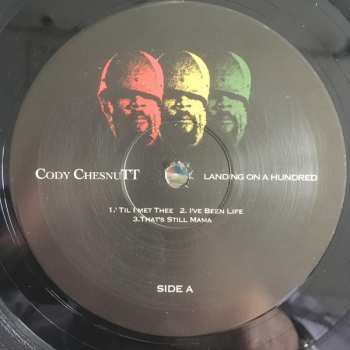 CODY CHESNUTT LANDING ON A HUNDRED
1.' TIL I MET THEE 2. I'VE BEEN LIFE
3.THAT'S STILL MAMA
SIDE A